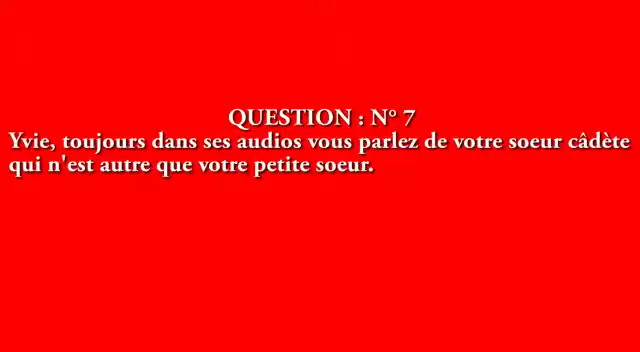 QUESTION : N° 7
Yvie, toujours dans ses audios vous parlez de votre soeur câdète
qui n'est autre que votre petite soeur.